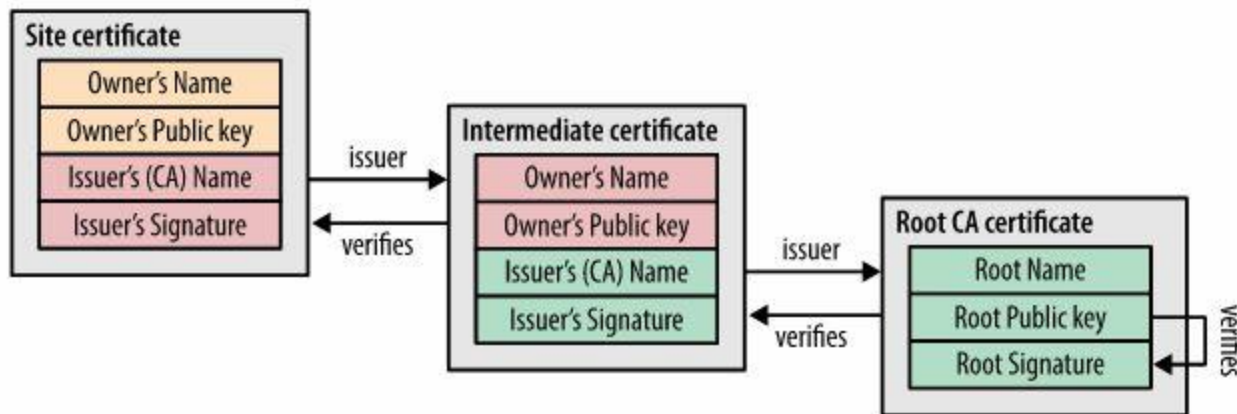 Site certificate
Owner’s Name
Owner’s Public key
Issuer’s (CA) Name
Issuer’s Signature
issuer
verifies
Intermediate certificate
Owner’s Name
Owner’s Public key
Issuer’s (CA) Name
Issuer’s Signature
issuer
verifies
Root CA certificate
Root Name
Root Public key
Root Signature
verifies